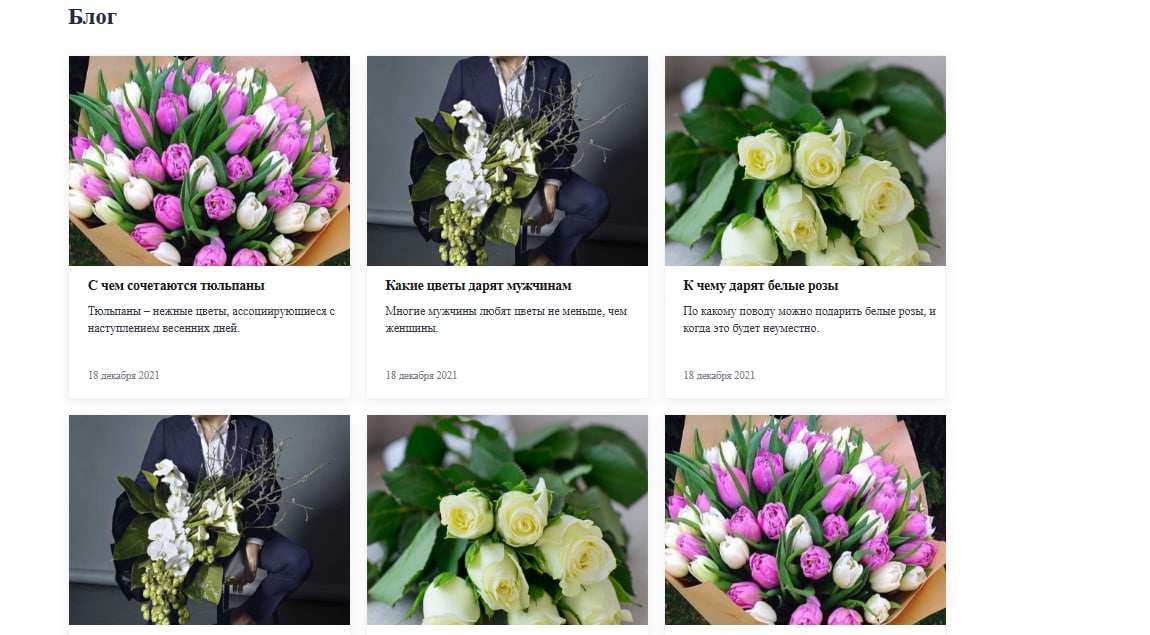 Блог
С чем сочетаются тюльпаны
Тюльпаны – нежные цветы, ассоциирующиеся с
наступлением весенних дней.
18 декабря 2021
Какие цветы дарят мужчинам
Многие мужчины любят цветы не меньше, чем
женщины.
18 декабря 2021
К чему дарят белые розы
По какому поводу можно подарить белые розы, и
когда это будет неуместно.
18 декабря 2021